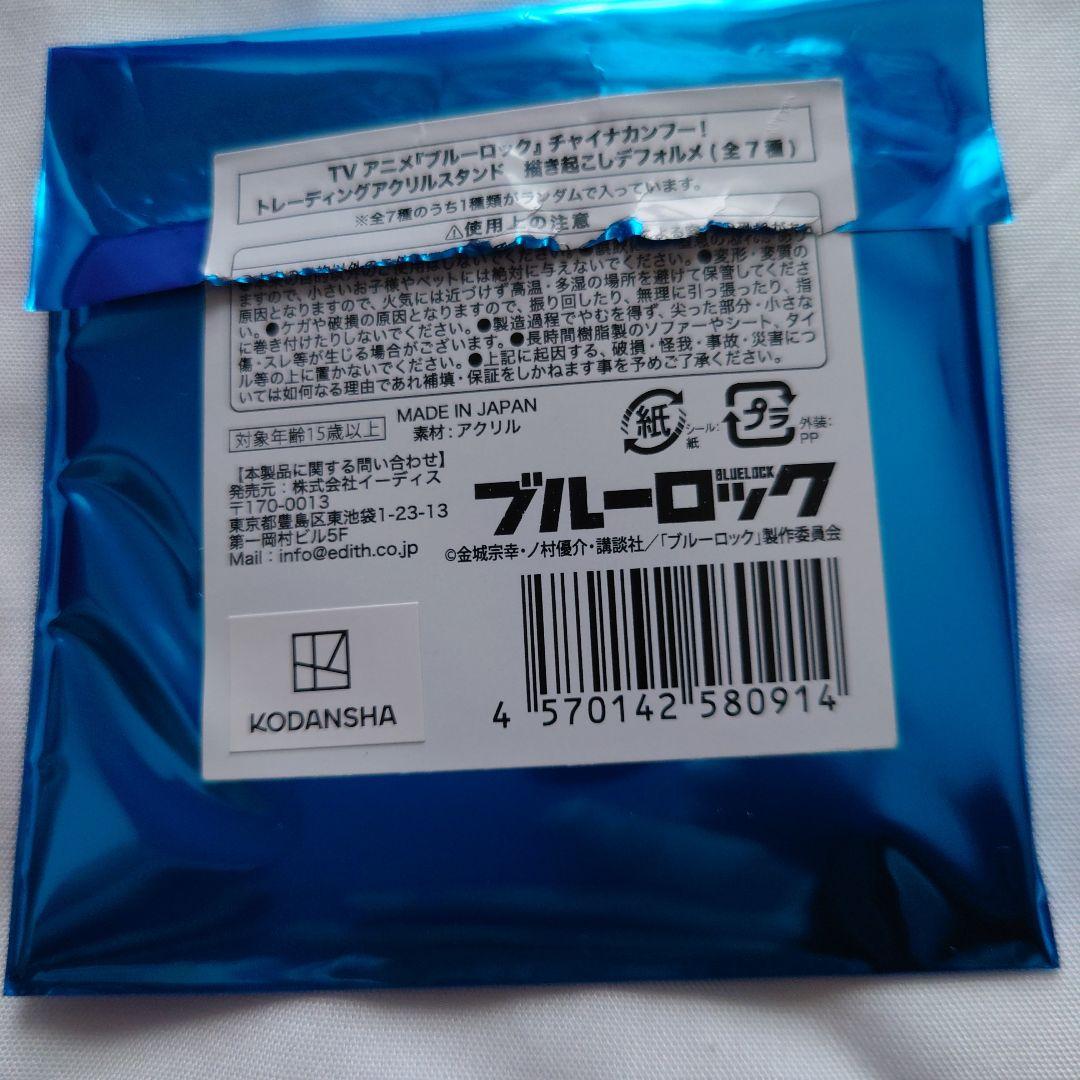 TVアニメ『ブルーロック』チャイナカンフー！
トレーディングアクリルスタンド 描き起こしデフォルメ(全7種)
※全7種のうち1種類がランダムで入っています。
⚠使用上の注意
ますので、小さいお子様やペットには絶対に与えないでください。●変形・変質の
原因となりますので、火気には近づけず高温・多湿の場所を避けて保管してくださ
い。●ケガや破損の原因となりますので、振り回したり、無理に引っ張ったり、指
に巻き付けたりしないでください。●製造過程でやむを得ず、尖った部分・小さな
傷・スレ等が生じる場合がございます。●長時間樹脂製のソファーやシート、タイ
ル等の上に置かないでください。●上記に起因する、破損・怪我・事故・災害につ
いては如何なる理由であれ補填・保証をしかねます事を予めご了承ください。
対象年齢15歳以上
MADE IN JAPAN
素材：アクリル
紙
シール:
紙
プラ
外装:
PP
【本製品に関する問い合わせ】
発売元：株式会社イーディス
〒170-0013
東京都豊島区東池袋1-23-13
第一岡村ビル5F
Mail：info@edith.co.jp
BLUELOCK
ブルーロック
©金城宗幸・ノ村優介・講談社/「ブルーロック」製作委員会
KODANSHA
4 570142 580914